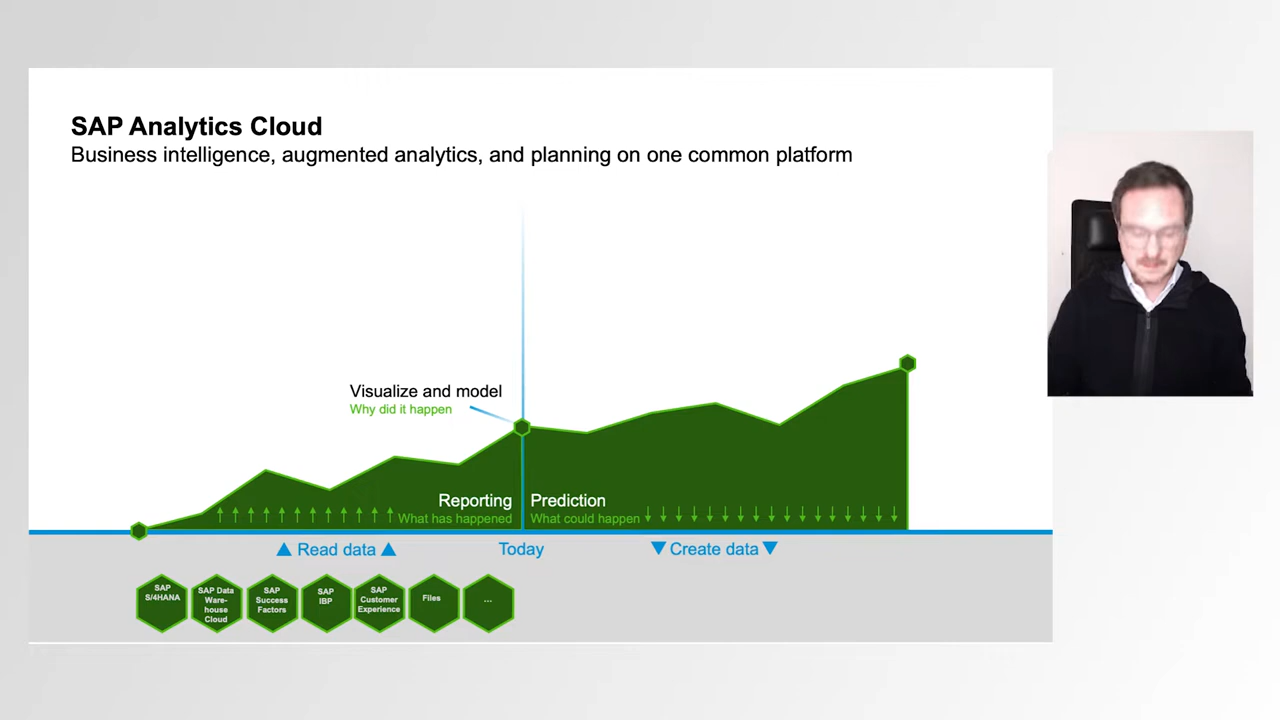 SAP Analytics Cloud
Business intelligence, augmented analytics, and planning on one common platform
Visualize and model
Why did it happen
Reporting
What has happened
Prediction
What could happen
▲ Read data ▲
Today
▼ Create data ▼
SAP
S/4HANA
SAP Data
Ware-
house
Cloud
SAP
Success
Factors
SAP
IBP
SAP
Customer
Experience
Files
...